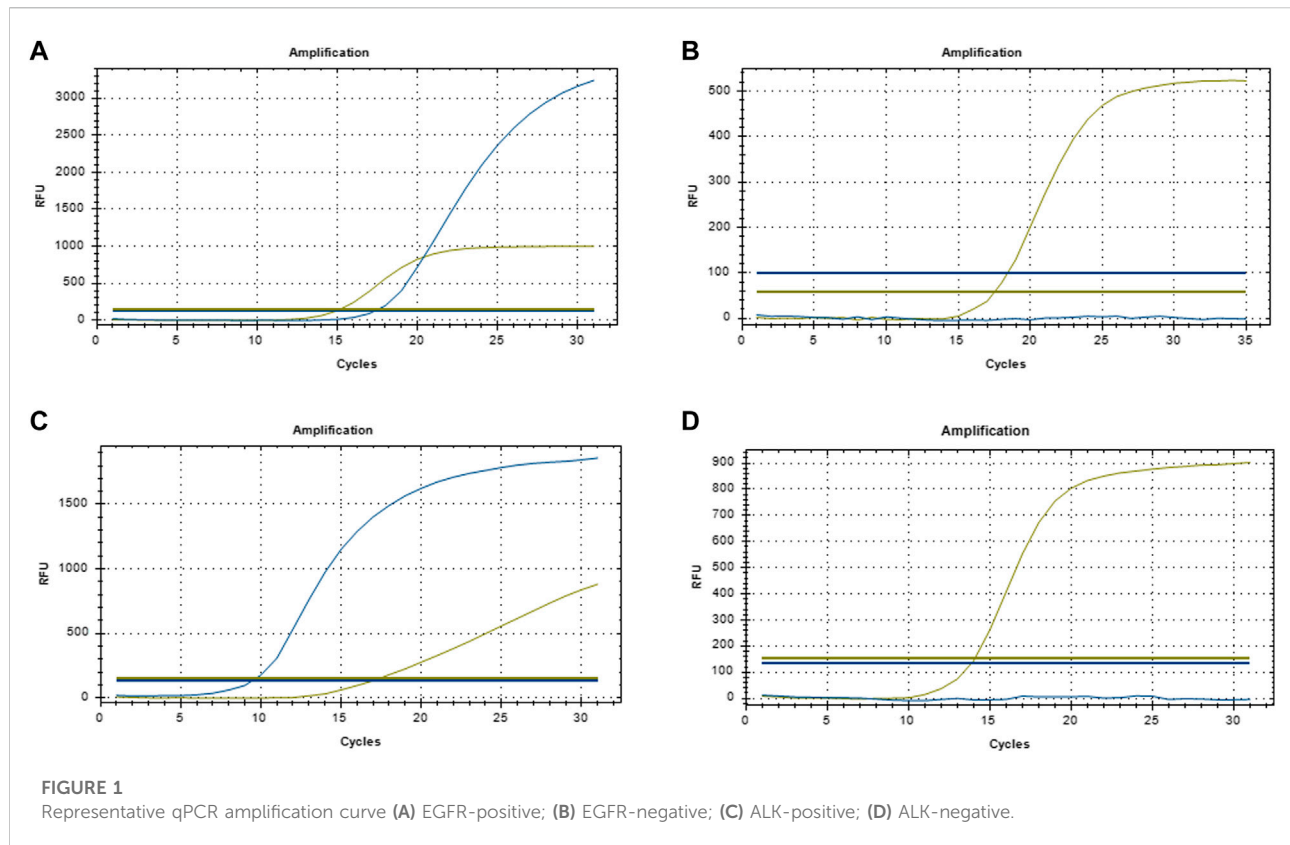 A
Amplification
3000
2500
2000
1500
1000
500
0
RFU
0 5 10 15 20 25 30
Cycles
B
Amplification
500
400
300
200
100
0
RFU
0 5 10 15 20 25 30 35
Cycles
C
Amplification
1500
1000
500
0
RFU
0 5 10 15 20 25 30
Cycles
D
Amplification
900
800
700
600
500
400
300
200
100
0
RFU
0 5 10 15 20 25 30
Cycles
FIGURE 1
Representative qPCR amplification curve (A) EGFR-positive; (B) EGFR-negative; (C) ALK-positive; (D) ALK-negative.